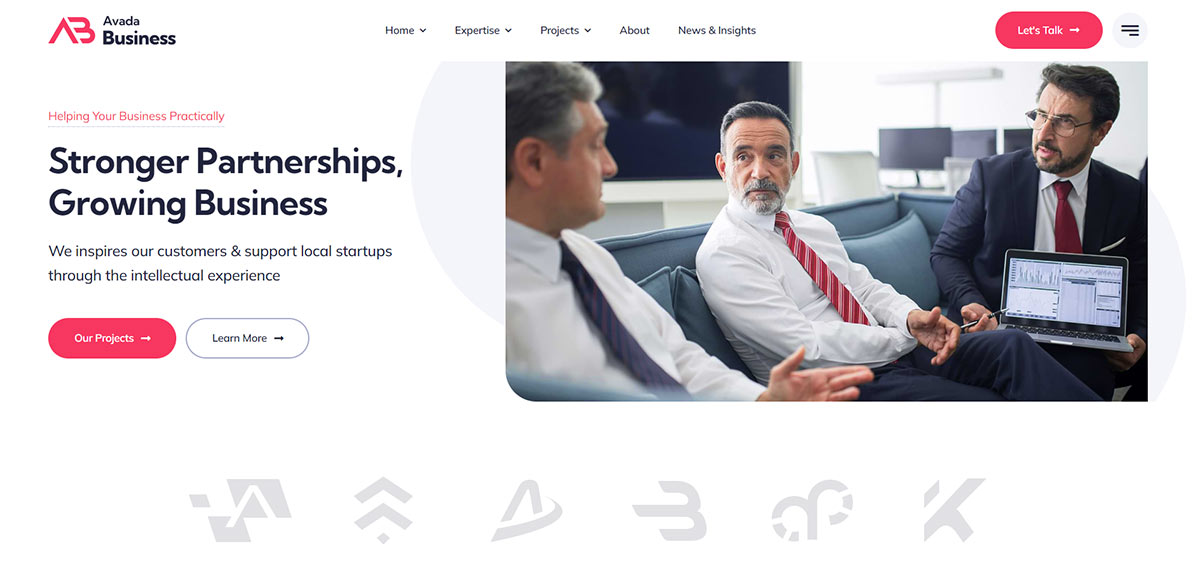 Avada
Business
Home
Expertise
Projects
About
News & Insights
Let's Talk
Helping Your Business Practically
Stronger Partnerships,
Growing Business
We inspires our customers & support local startups
through the intellectual experience
Our Projects
Learn More